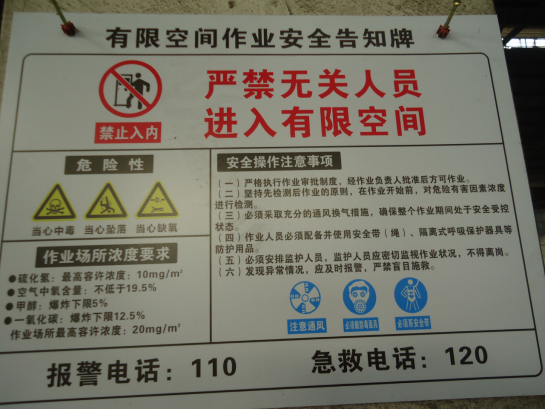 有限空间作业安全告知牌
禁止入内
严禁无关人员
进入有限空间
危险性
当心中毒 当心坠落 当心缺氧
作业场所浓度要求
●硫化氢：最高容许浓度：10mg/m³
●空气中氧含量：不低于19.5%
●甲醇：爆炸下限5%
●一氧化碳：爆炸下限12.5%
作业场所最高容许浓度：20mg/m³
安全操作注意事项
（一）严格执行作业审批制度，经作业负责人批准后方可作业。
（二）坚持先检测后作业的原则，在作业开始前，对危险有害因素浓度
进行检测。
（三）必须采取充分的通风换气措施，确保整个作业期间处于安全受控
状态。
（四）作业人员必须配备并使用安全带（绳）、隔离式呼吸保护器具等
防护用品。
（五）必须安排监护人员，监护人员应密切监视作业状况，不得离岗。
（六）发现异常情况，应及时报警，严禁盲目施救。
注意通风 必须戴防毒面具 必须系安全带
报警电话：110 急救电话：120